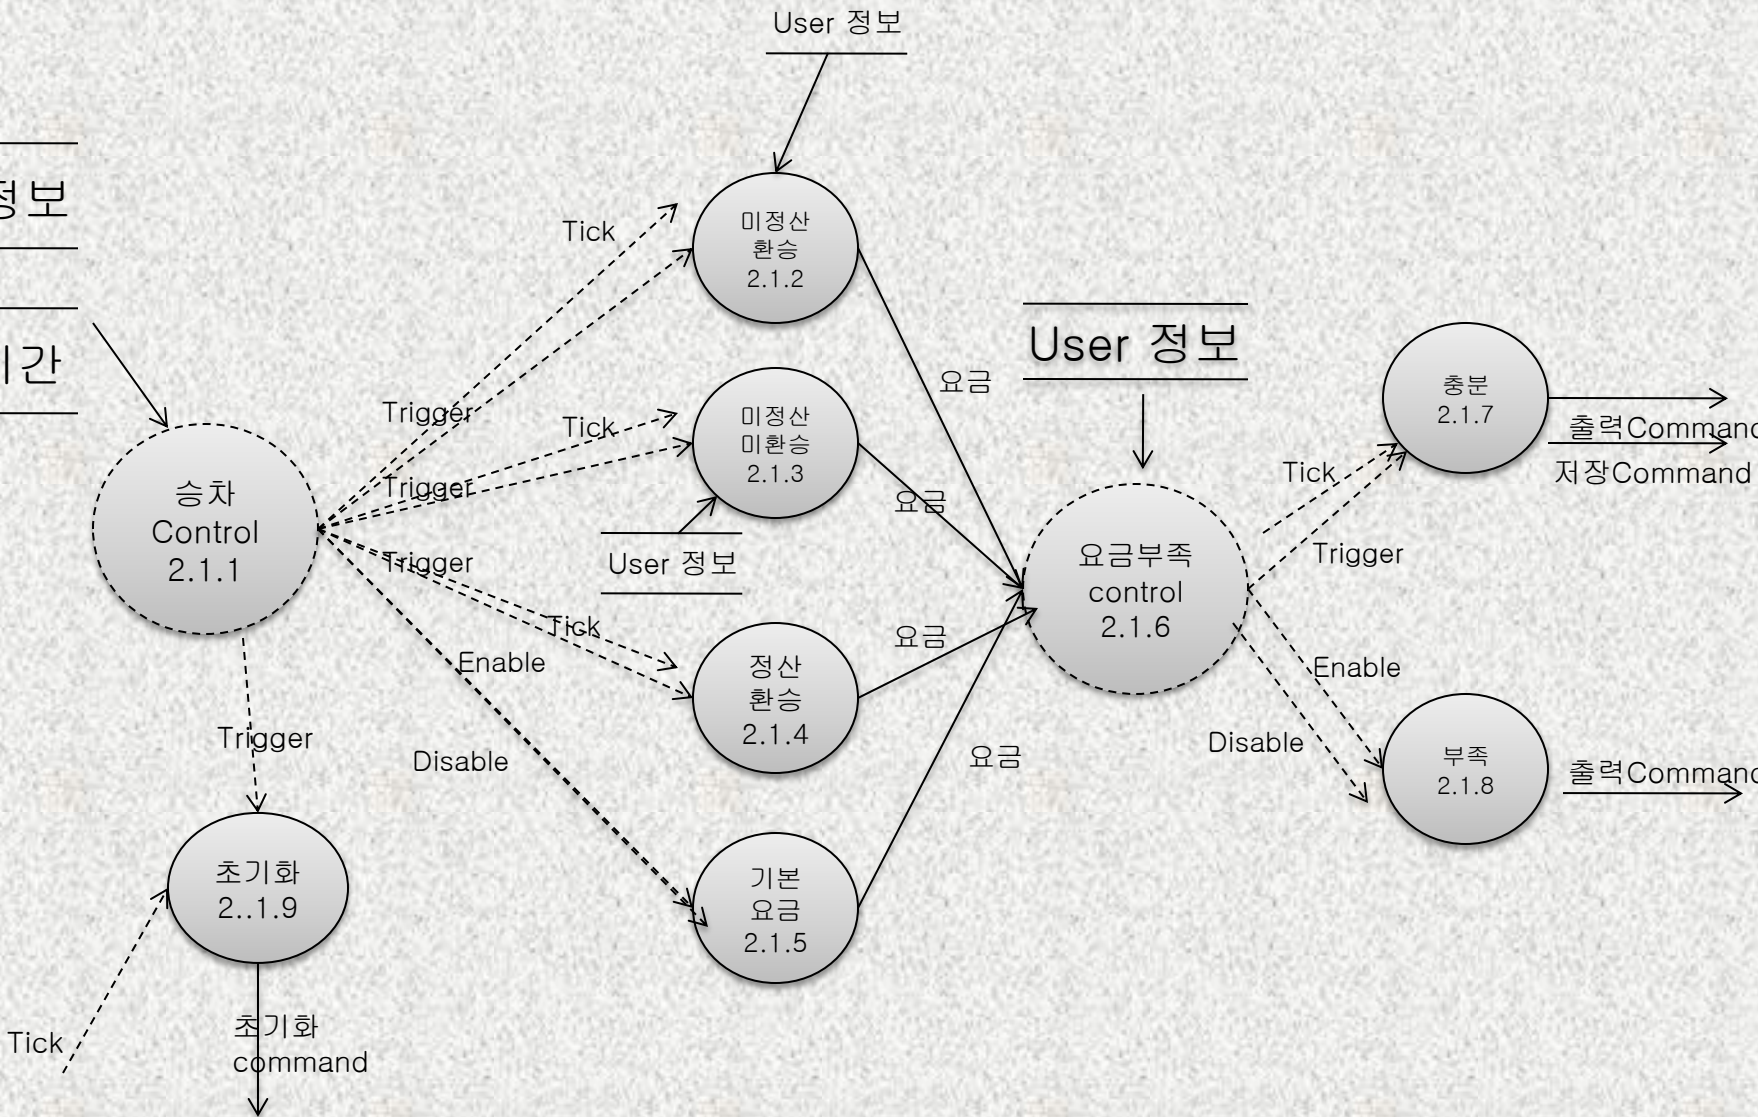 User 정보
정보
시간
Tick
Trigger
미정산
환승
2.1.2
Tick
Trigger
미정산
미환승
2.1.3
User 정보
요금
User 정보
충분
2.1.7
출력Command
저장Command
승차
Control
2.1.1
Trigger
Tick
Enable
Disable
요금
요금
요금
정산
환승
2.1.4
요금부족
control
2.1.6
Tick
Trigger
Enable
Disable
부족
2.1.8
출력Command
Trigger
초기화
2..1.9
기본
요금
2.1.5
Tick
초기화
command